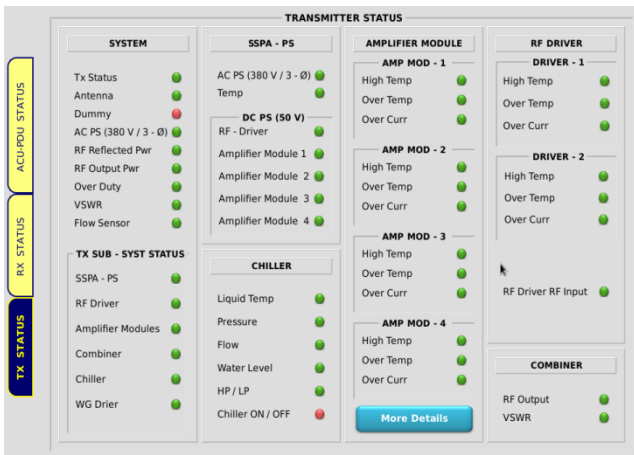 TRANSMITTER STATUS
ACU-PDU STATUS
RX STATUS
TX STATUS
SYSTEM
Tx Status
Antenna
Dummy
AC PS (380 V / 3 - Ø)
RF Reflected Pwr
RF Output Pwr
Over Duty
VSWR
Flow Sensor
TX SUB - SYST STATUS
SSPA - PS
RF Driver
Amplifier Modules
Combiner
Chiller
WG Drier
SSPA - PS
AC PS (380 V / 3 - Ø)
Temp
DC PS (50 V)
RF - Driver
Amplifier Module 1
Amplifier Module 2
Amplifier Module 3
Amplifier Module 4
CHILLER
Liquid Temp
Pressure
Flow
Water Level
HP / LP
Chiller ON / OFF
AMPLIFIER MODULE
AMP MOD - 1
High Temp
Over Temp
Over Curr
AMP MOD - 2
High Temp
Over Temp
Over Curr
AMP MOD - 3
High Temp
Over Temp
Over Curr
AMP MOD - 4
High Temp
Over Temp
Over Curr
More Details
RF DRIVER
DRIVER - 1
High Temp
Over Temp
Over Curr
DRIVER - 2
High Temp
Over Temp
Over Curr
RF Driver RF Input
COMBINER
RF Output
VSWR